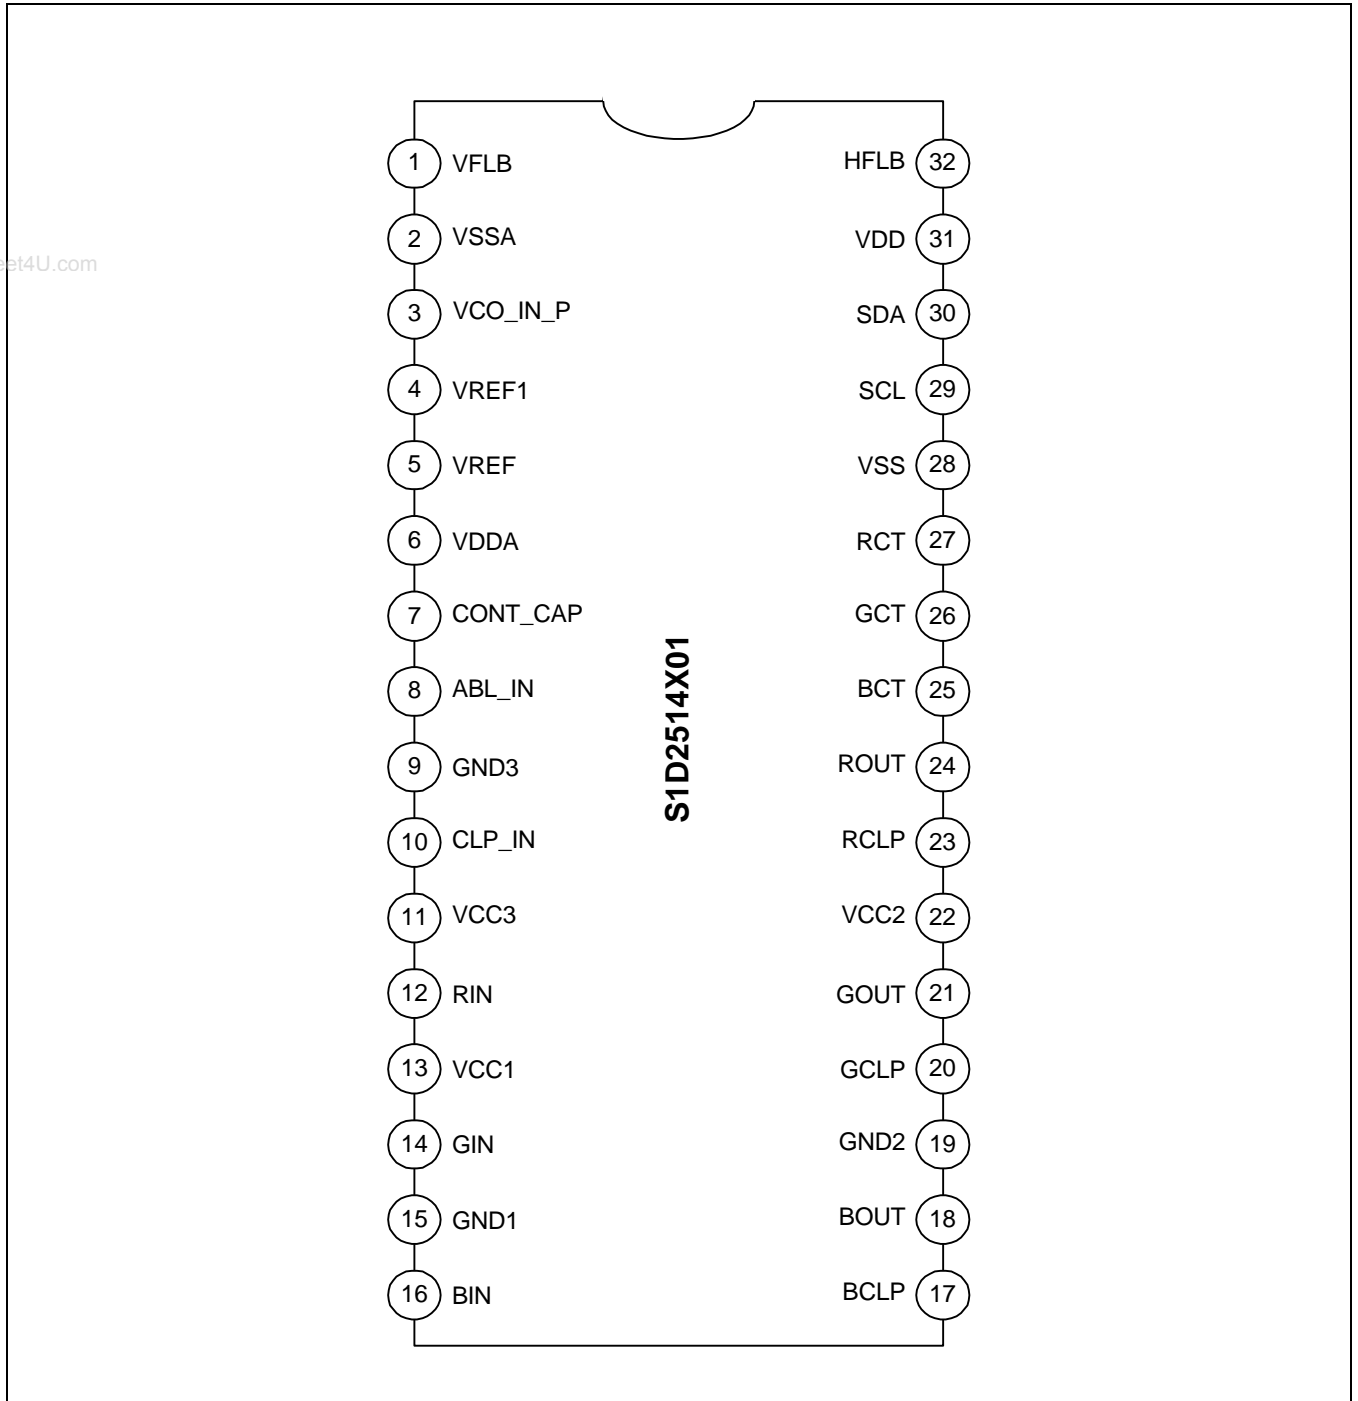 1 VFLB HFLB 32
2 VSSA VDD 31
eet4U.com
3 VCO_IN_P SDA 30
4 VREF1 SCL 29
5 VREF VSS 28
6 VDDA RCT 27
7 CONT_CAP GCT 26
8 ABL_IN BCT 25
S1D2514X01
9 GND3 ROUT 24
10 CLP_IN RCLP 23
11 VCC3 VCC2 22
12 RIN GOUT 21
13 VCC1 GCLP 20
14 GIN GND2 19
15 GND1 BOUT 18
16 BIN BCLP 17